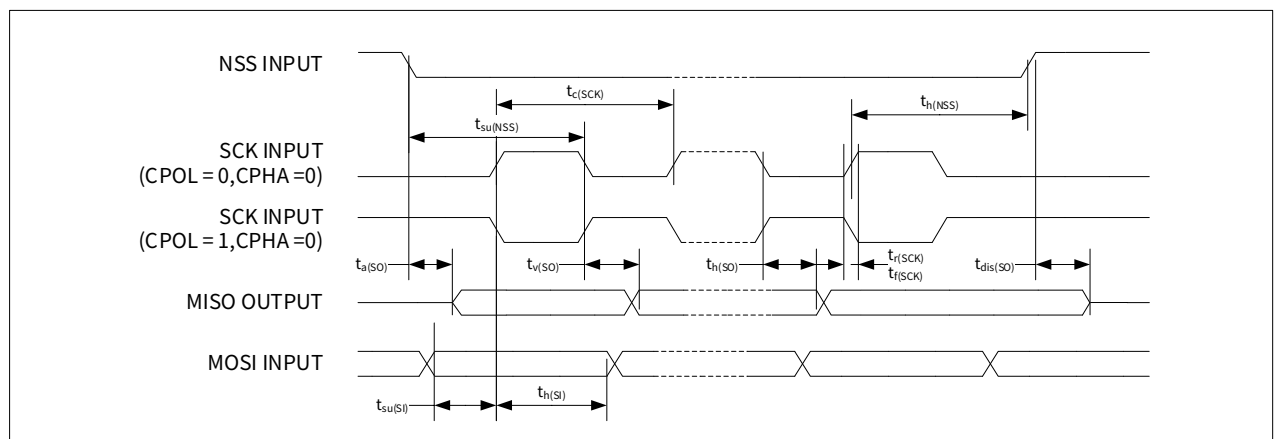 NSS INPUT
tc(SCK)
th(NSS)
tsu(NSS)
SCK INPUT
(CPOL = 0,CPHA =0)
SCK INPUT
(CPOL = 1,CPHA =0)
ta(SO)
tv(SO)
th(SO)
tr(SCK)
tf(SCK)
tdis(SO)
MISO OUTPUT
MOSI INPUT
tsu(SI)
th(SI)